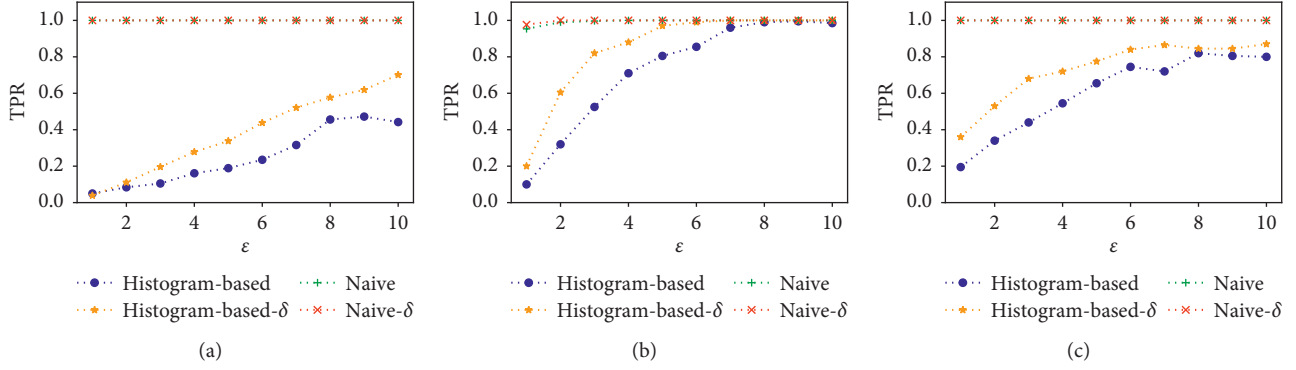 TPR
1.0
0.8
0.6
0.4
0.2
0.0
2 4 6 8 10
ε
Histogram-based Naive
Histogram-based-δ Naive-δ
(a)
TPR
1.0
0.8
0.6
0.4
0.2
0.0
2 4 6 8 10
ε
Histogram-based Naive
Histogram-based-δ Naive-δ
(b)
TPR
1.0
0.8
0.6
0.4
0.2
0.0
2 4 6 8 10
ε
Histogram-based Naive
Histogram-based-δ Naive-δ
(c)